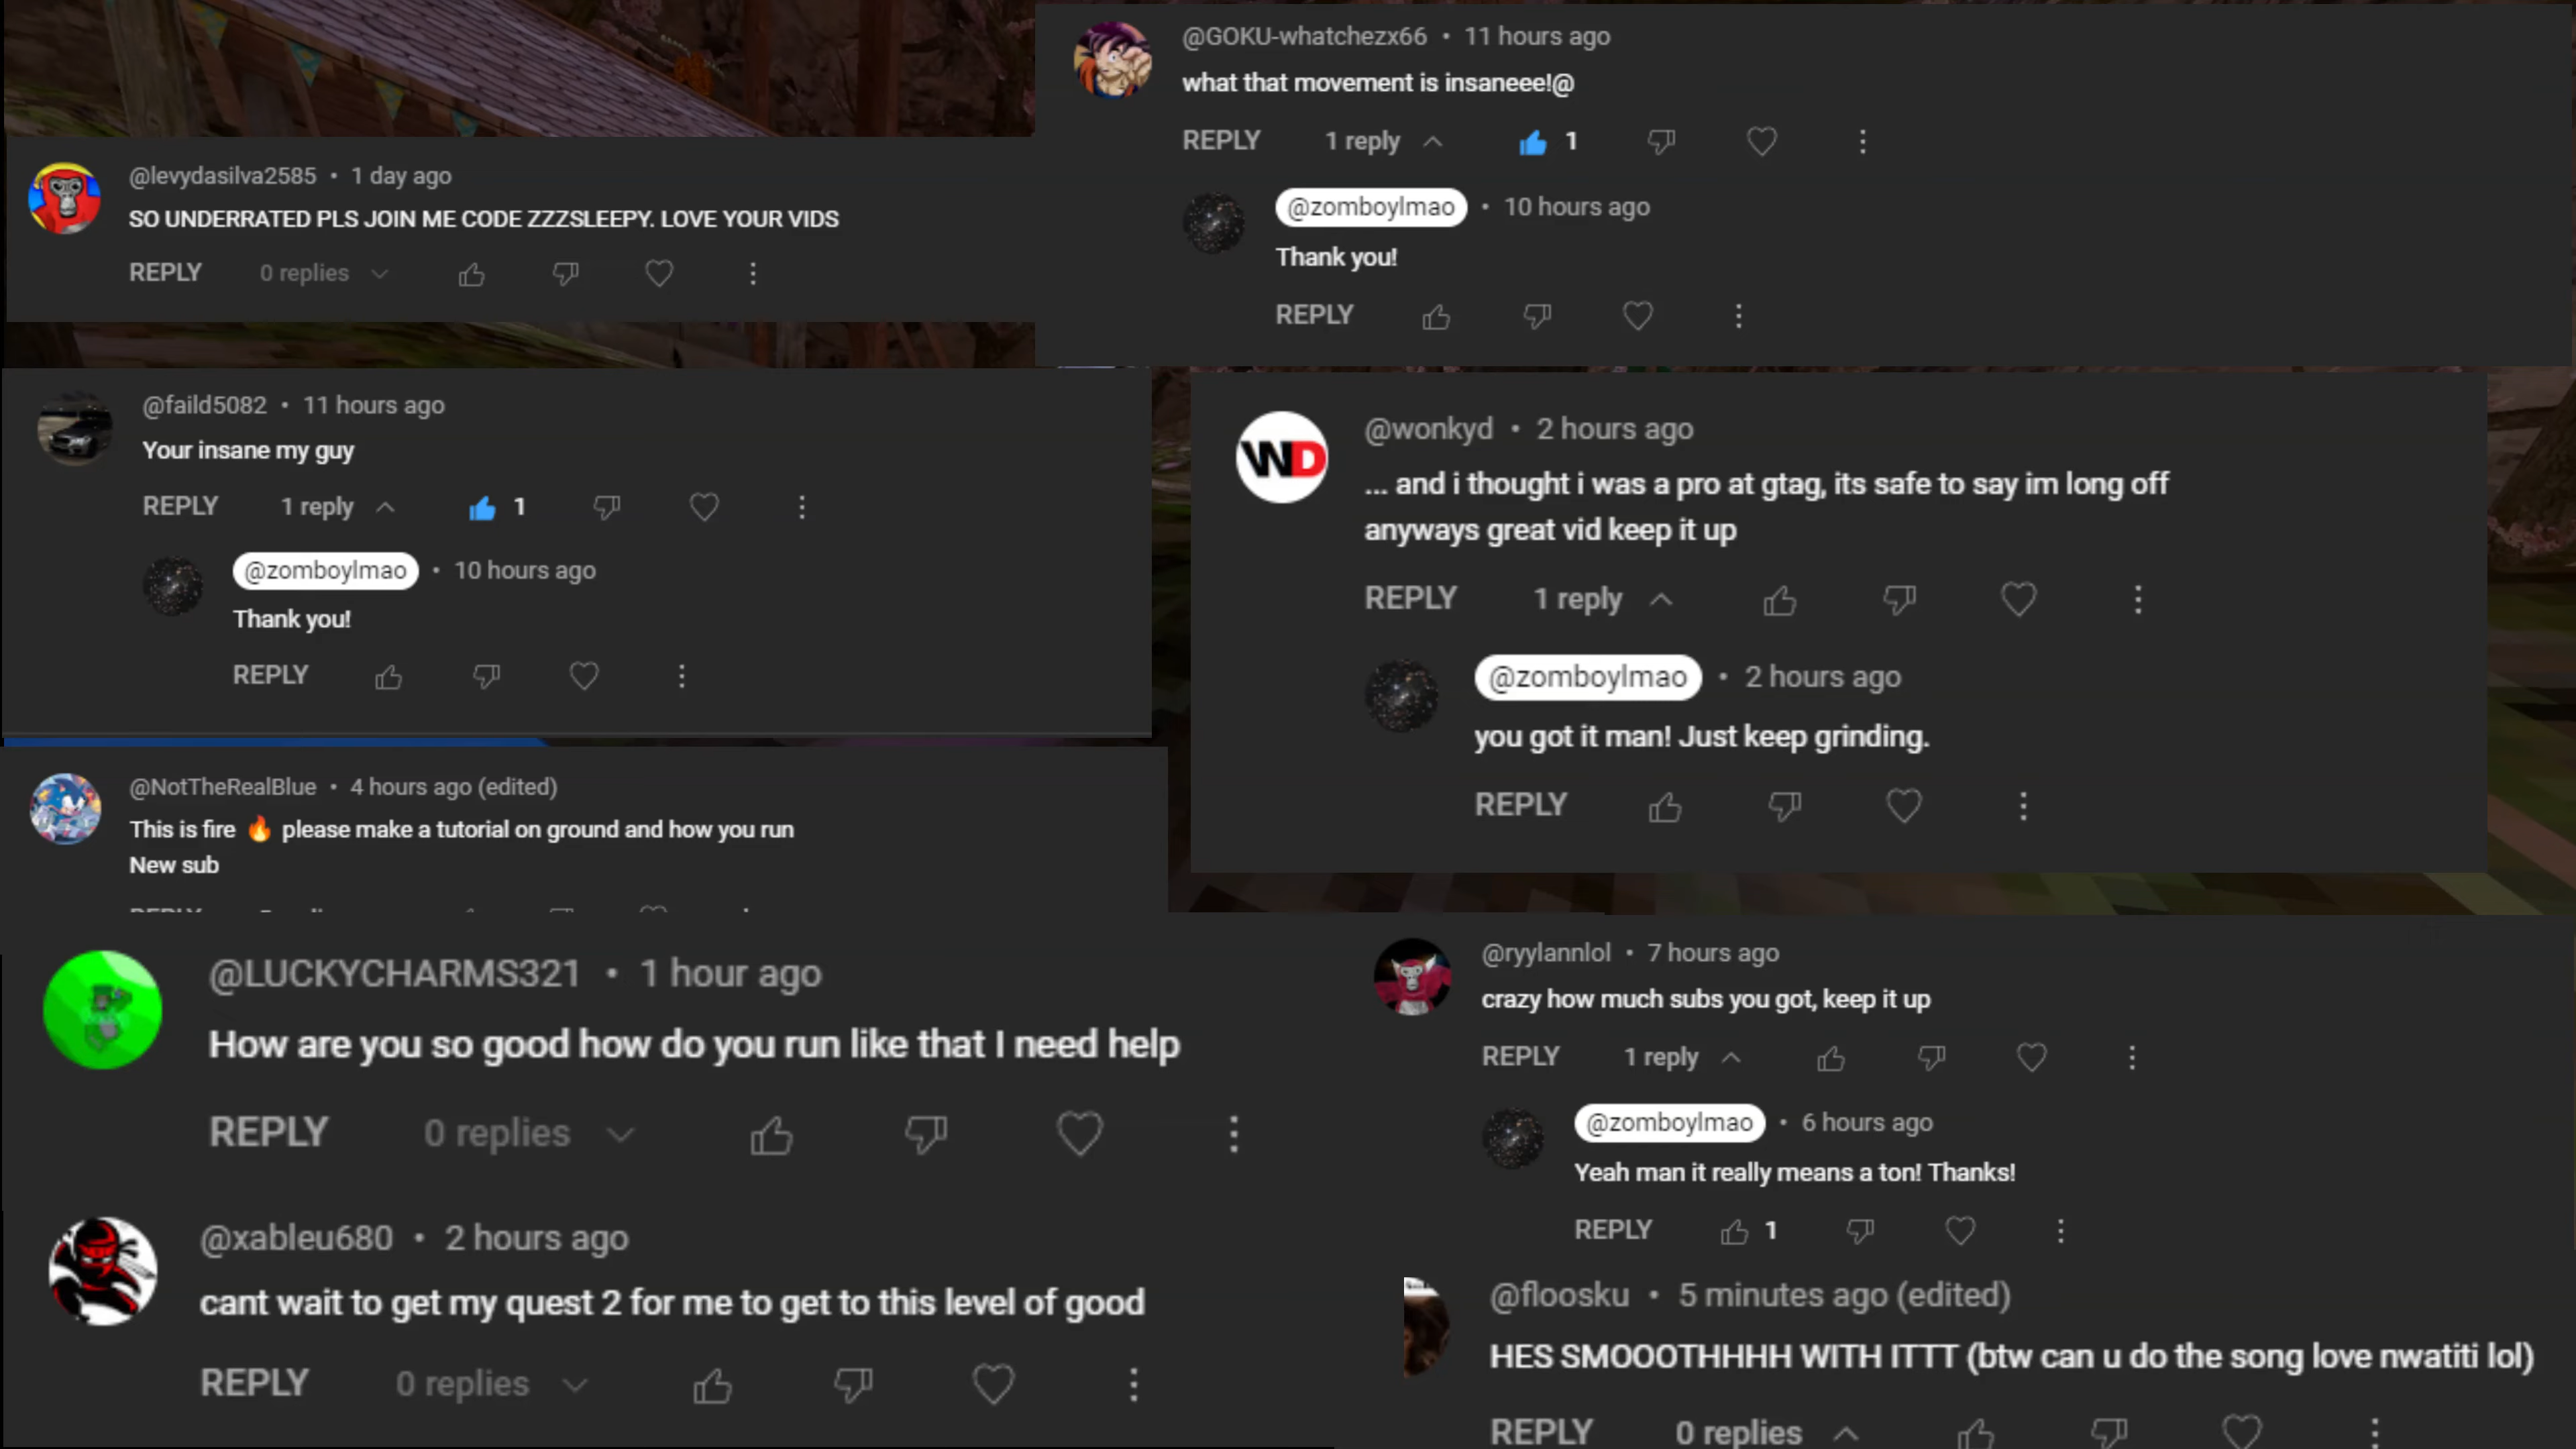 @levydasilva2585 • 1 day ago
SO UNDERRATED PLS JOIN ME CODE ZZZSLEEPY. LOVE YOUR VIDS
REPLY 0 replies
@GOKU-whatchezx66 • 11 hours ago
what that movement is insaneee!@
REPLY 1 reply 1
@zomboylmao • 10 hours ago
Thank you!
REPLY
@faild5082 • 11 hours ago
Your insane my guy
REPLY 1 reply 1
@zomboylmao • 10 hours ago
Thank you!
REPLY
WD
@wonkyd • 2 hours ago
... and i thought i was a pro at gtag, its safe to say im long off
anyways great vid keep it up
REPLY 1 reply
@zomboylmao • 2 hours ago
you got it man! Just keep grinding.
REPLY
@NotTheRealBlue • 4 hours ago (edited)
This is fire 🔥 please make a tutorial on ground and how you run
New sub
@LUCKYCHARMS321 • 1 hour ago
How are you so good how do you run like that I need help
REPLY 0 replies
@xableu680 • 2 hours ago
cant wait to get my quest 2 for me to get to this level of good
REPLY 0 replies
@ryylannlol • 7 hours ago
crazy how much subs you got, keep it up
REPLY 1 reply
@zomboylmao • 6 hours ago
Yeah man it really means a ton! Thanks!
REPLY 1
@floosku • 5 minutes ago (edited)
HES SMOOOTHHHH WITH ITTT (btw can u do the song love nwatiti lol)
REPLY 0 replies